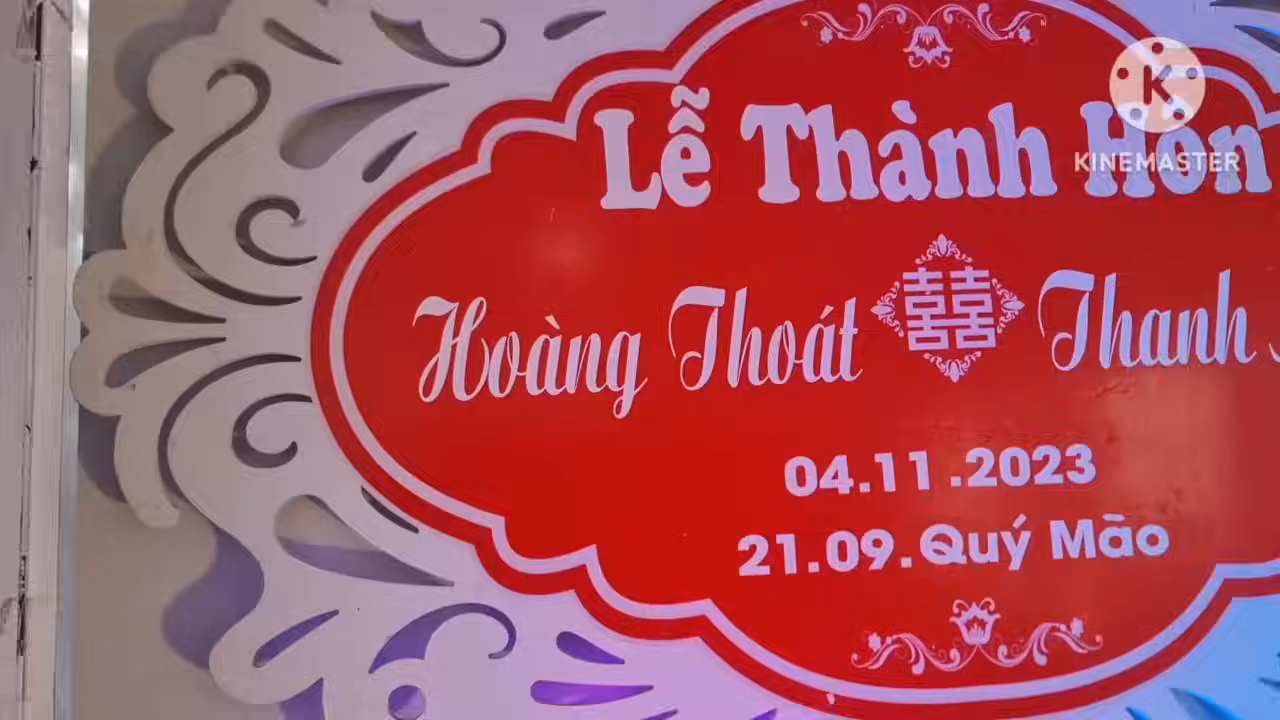 Lễ Thành Hôn
KINEMASTER
Hoàng Thoát 囍 Thanh
04.11.2023
21.09.Quý Mão